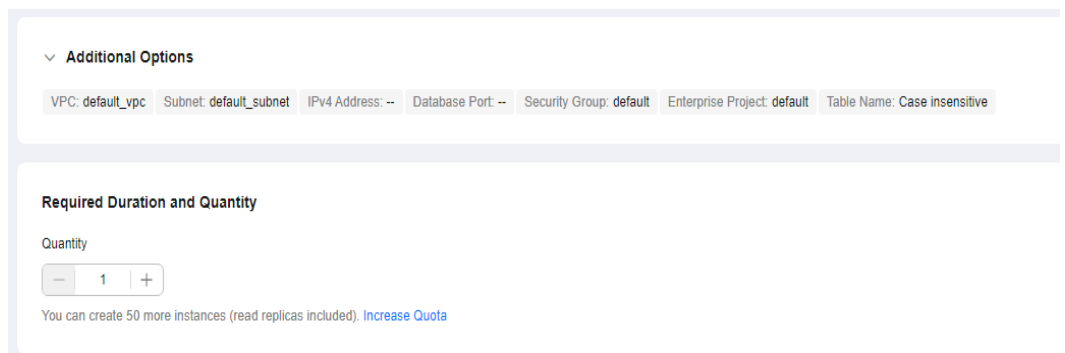 Additional Options
VPC: default_vpc Subnet: default_subnet IPv4 Address: -- Database Port: -- Security Group: default Enterprise Project: default Table Name: Case insensitive
Required Duration and Quantity
Quantity
1
You can create 50 more instances (read replicas included). Increase Quota